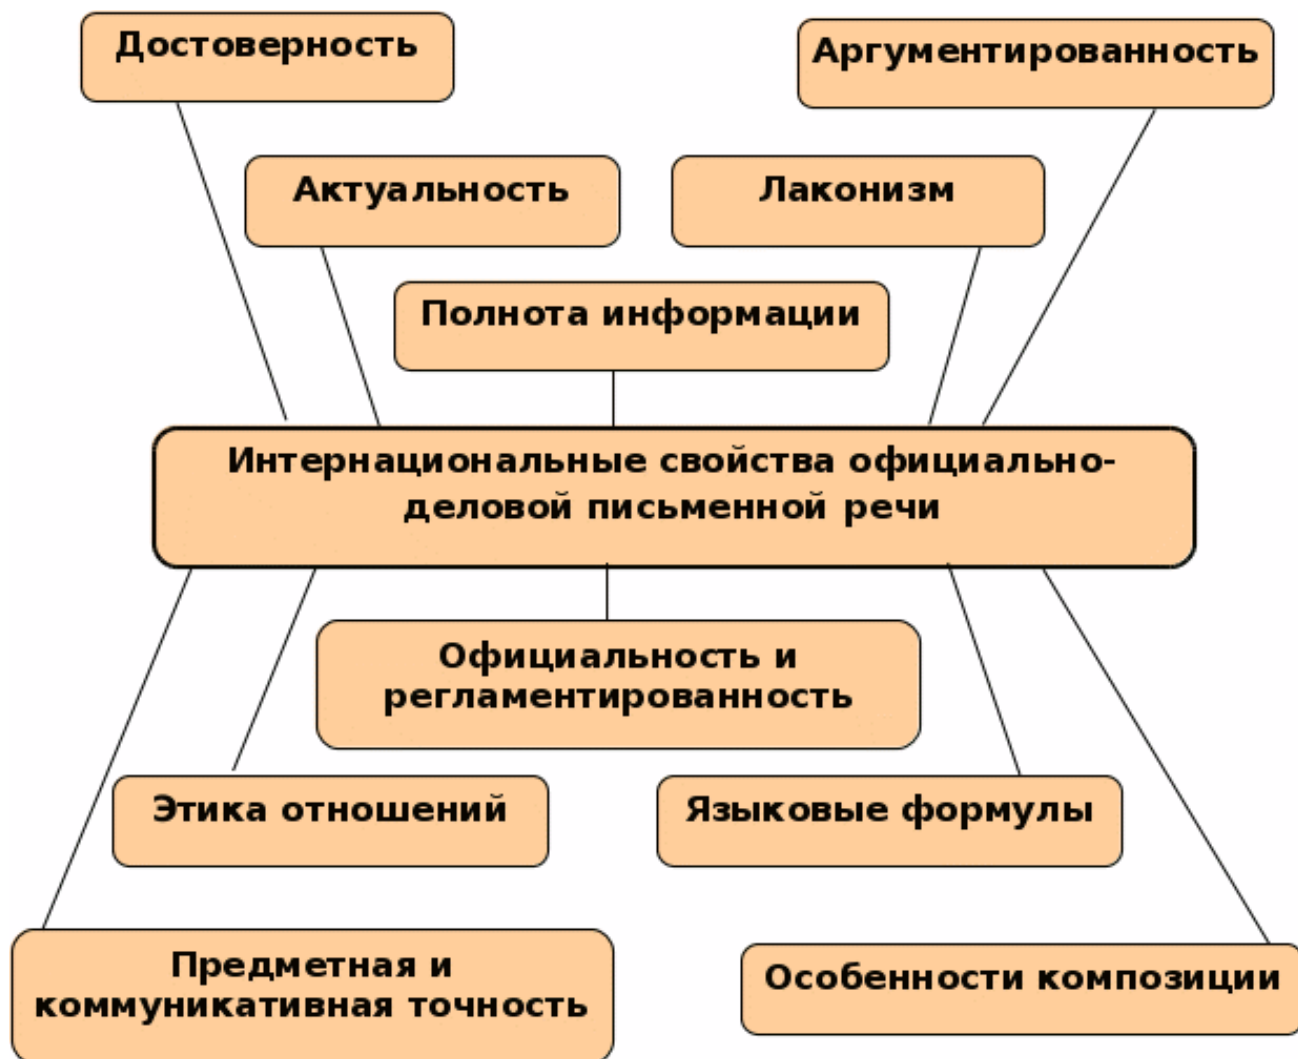 Достоверность
Аргументированность
Актуальность
Лаконизм
Полнота информации
Интернациональные свойства официально-
деловой письменной речи
Официальность и
регламентированность
Этика отношений
Языковые формулы
Предметная и
коммуникативная точность
Особенности композиции